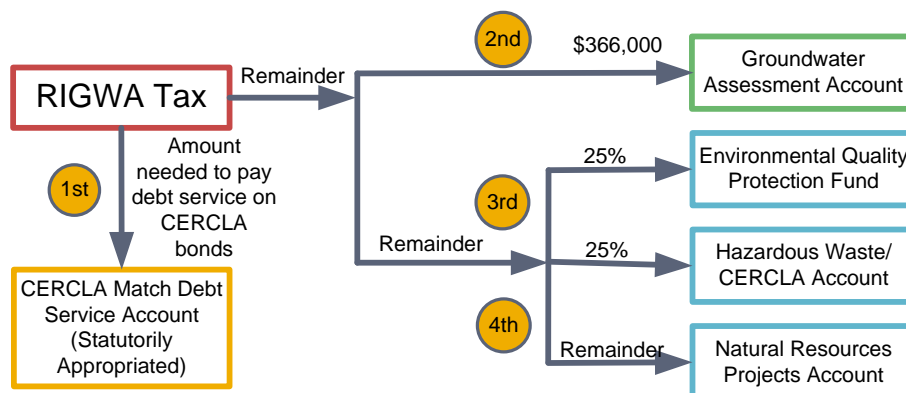 2nd
$366,000
Groundwater
Assessment Account
Remainder
RIGWA Tax
Amount
needed to pay
debt service on
CERCLA
bonds
1st
25%
Environmental Quality
Protection Fund
3rd
Remainder
25%
Hazardous Waste/
CERCLA Account
CERCLA Match Debt
Service Account
(Statutorily
Appropriated)
4th
Remainder
Natural Resources
Projects Account